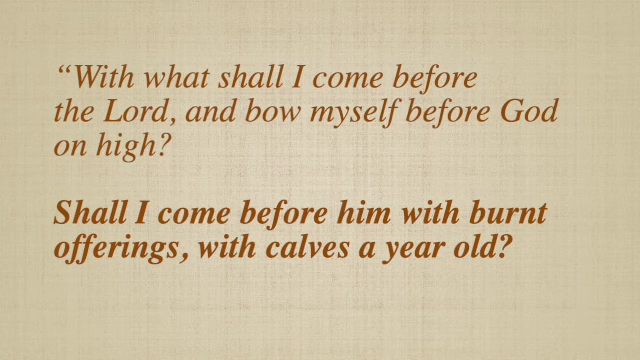 “With what shall I come before
the Lord, and bow myself before God
on high?
Shall I come before him with burnt
offerings, with calves a year old?